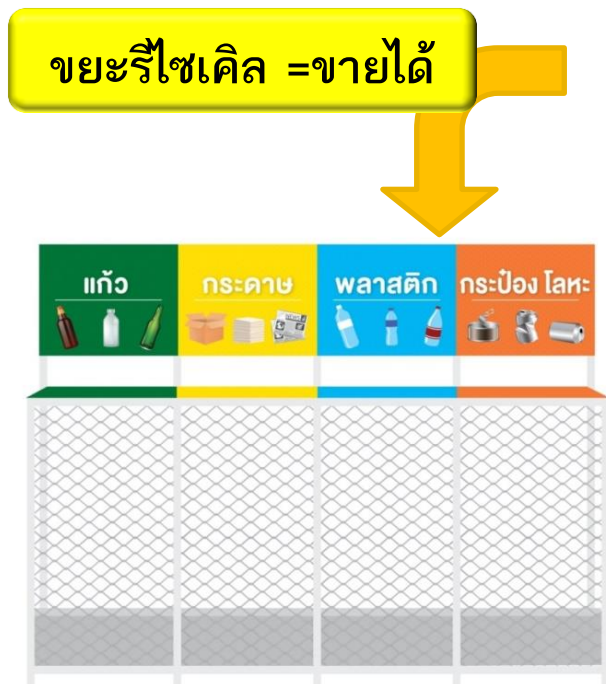 ขยะรีไซเคิล =ขายได้
แก้ว
กระดาษ
พลาสติก
กระป๋อง โลหะ